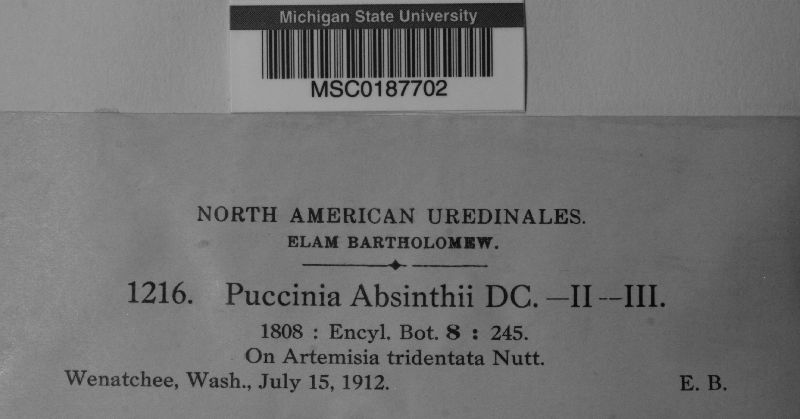 Michigan State University
MSC0187702
NORTH AMERICAN UREDINALES.
ELAM BARTHOLOMEW.
1216. Puccinia Absinthii DC. —II--III.
1808 : Encyl. Bot. 8 : 245.
On Artemisia tridentata Nutt.
Wenatchee, Wash., July 15, 1912. E. B.